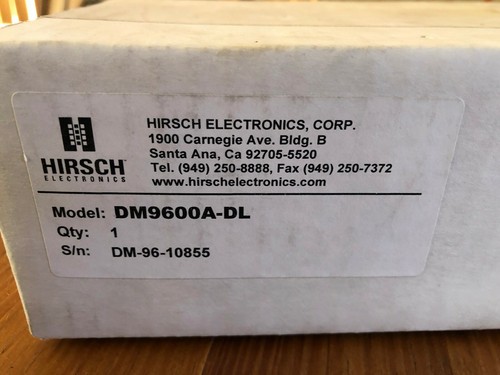 HIRSCH
ELECTRONICS
HIRSCH ELECTRONICS, CORP.
1900 Carnegie Ave. Bldg. B
Santa Ana, Ca 92705-5520
Tel. (949) 250-8888, Fax (949) 250-7372
www.hirschelectronics.com
Model: DM9600A-DL
Qty: 1
S/n: DM-96-10855